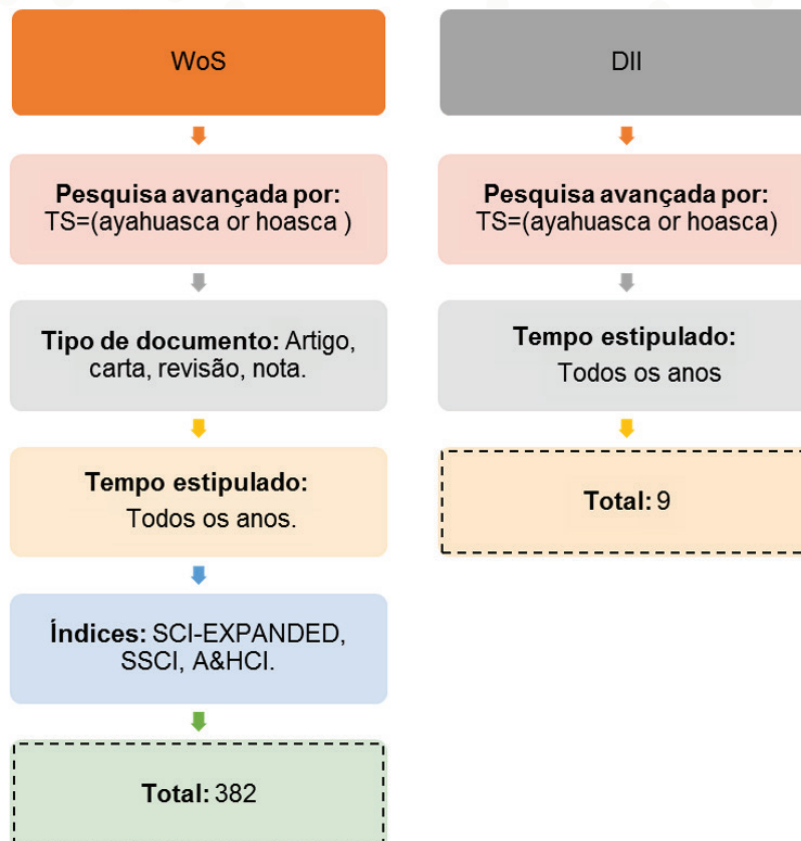 WoS
Pesquisa avançada por:
TS=(ayahuasca or hoasca )
Tipo de documento: Artigo,
carta, revisão, nota.
Tempo estipulado:
Todos os anos.
Índices: SCI-EXPANDED,
SSCI, A&HCI.
Total: 382
DII
Pesquisa avançada por:
TS=(ayahuasca or hoasca)
Tempo estipulado:
Todos os anos
Total: 9